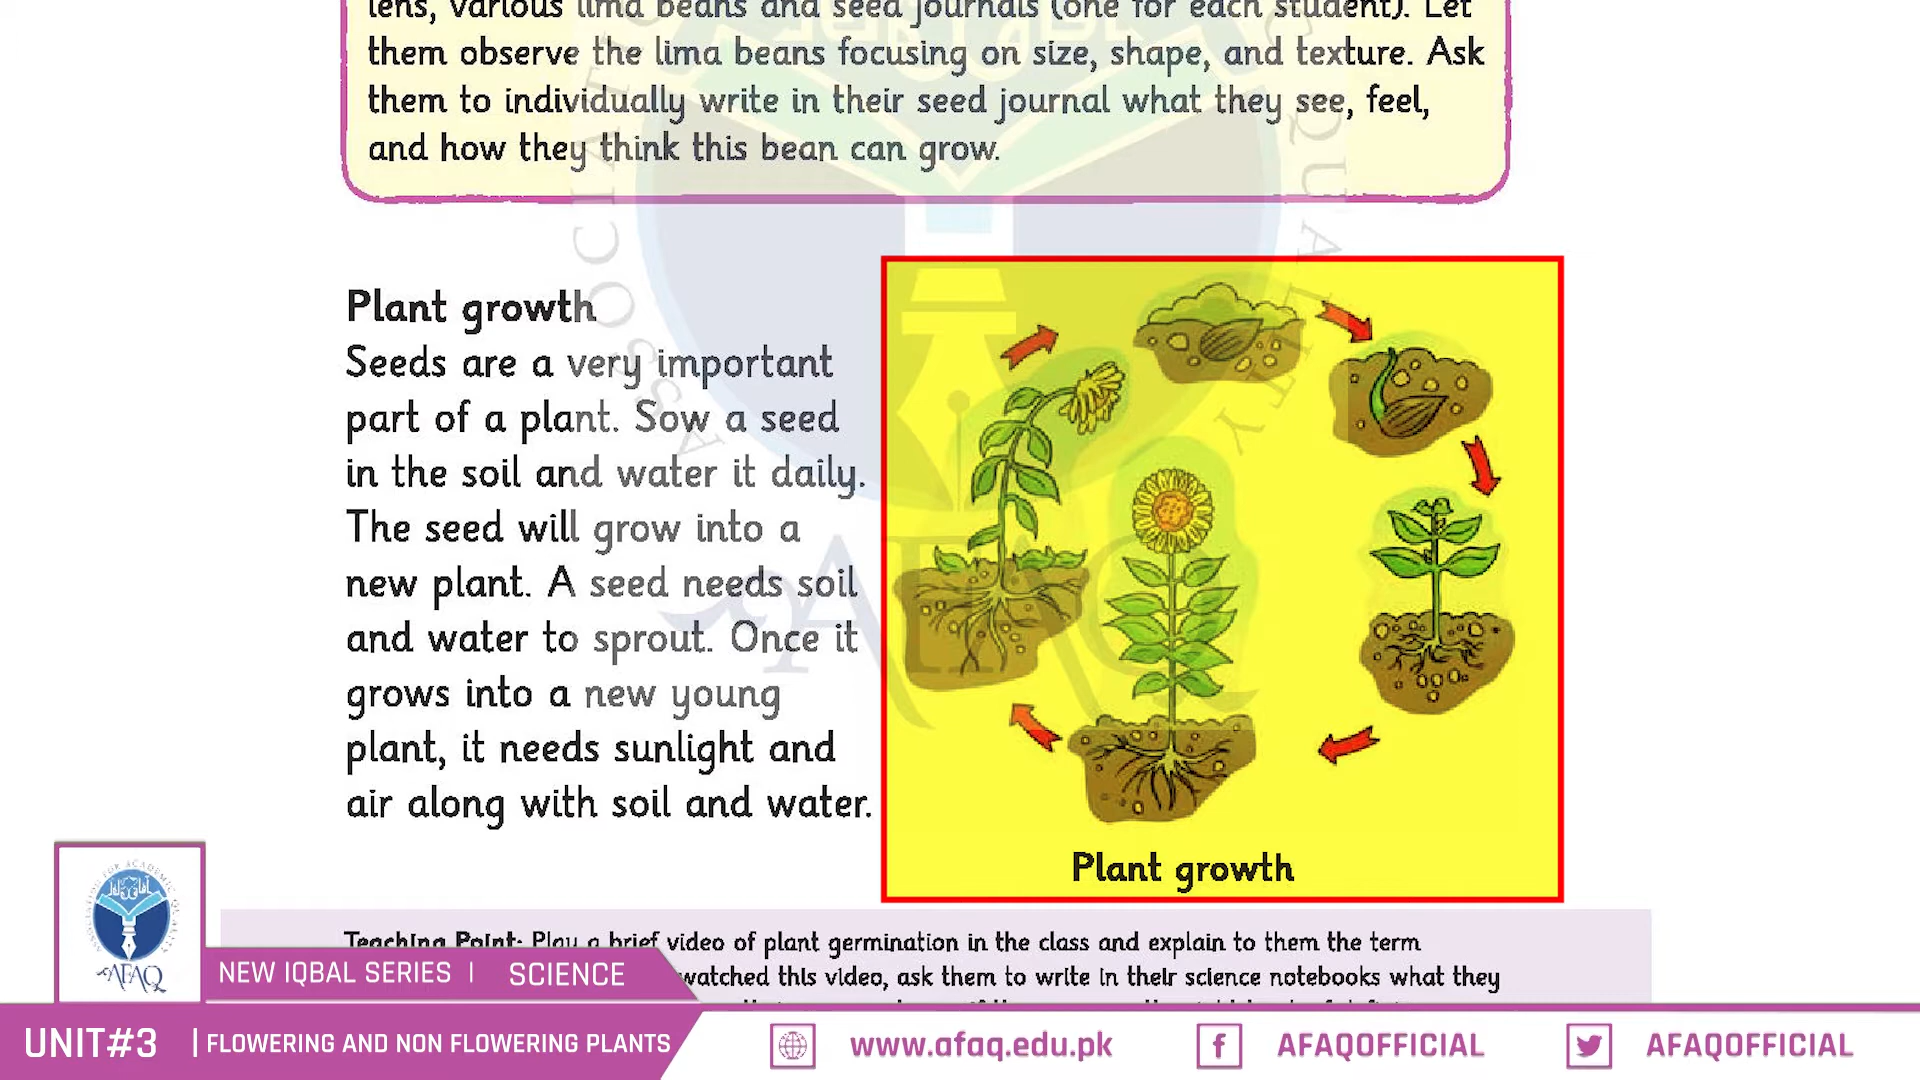 lens, various lima beans and seed journals (one for each student). Let
them observe the lima beans focusing on size, shape, and texture. Ask
them to individually write in their seed journal what they see, feel,
and how they think this bean can grow.
Plant growth
Seeds are a very important
part of a plant. Sow a seed
in the soil and water it daily.
The seed will grow into a
new plant. A seed needs soil
and water to sprout. Once it
grows into a new young
plant, it needs sunlight and
air along with soil and water.
Plant growth
Teaching Point: Play a brief video of plant germination in the class and explain to them the term
watched this video, ask them to write in their science notebooks what they
ASSOCIATION FOR ACADEMIC QUALITY
AFAQ
NEW IQBAL SERIES | SCIENCE
UNIT#3 | FLOWERING AND NON FLOWERING PLANTS
www.afaq.edu.pk
AFAQOFFICIAL
AFAQOFFICIAL